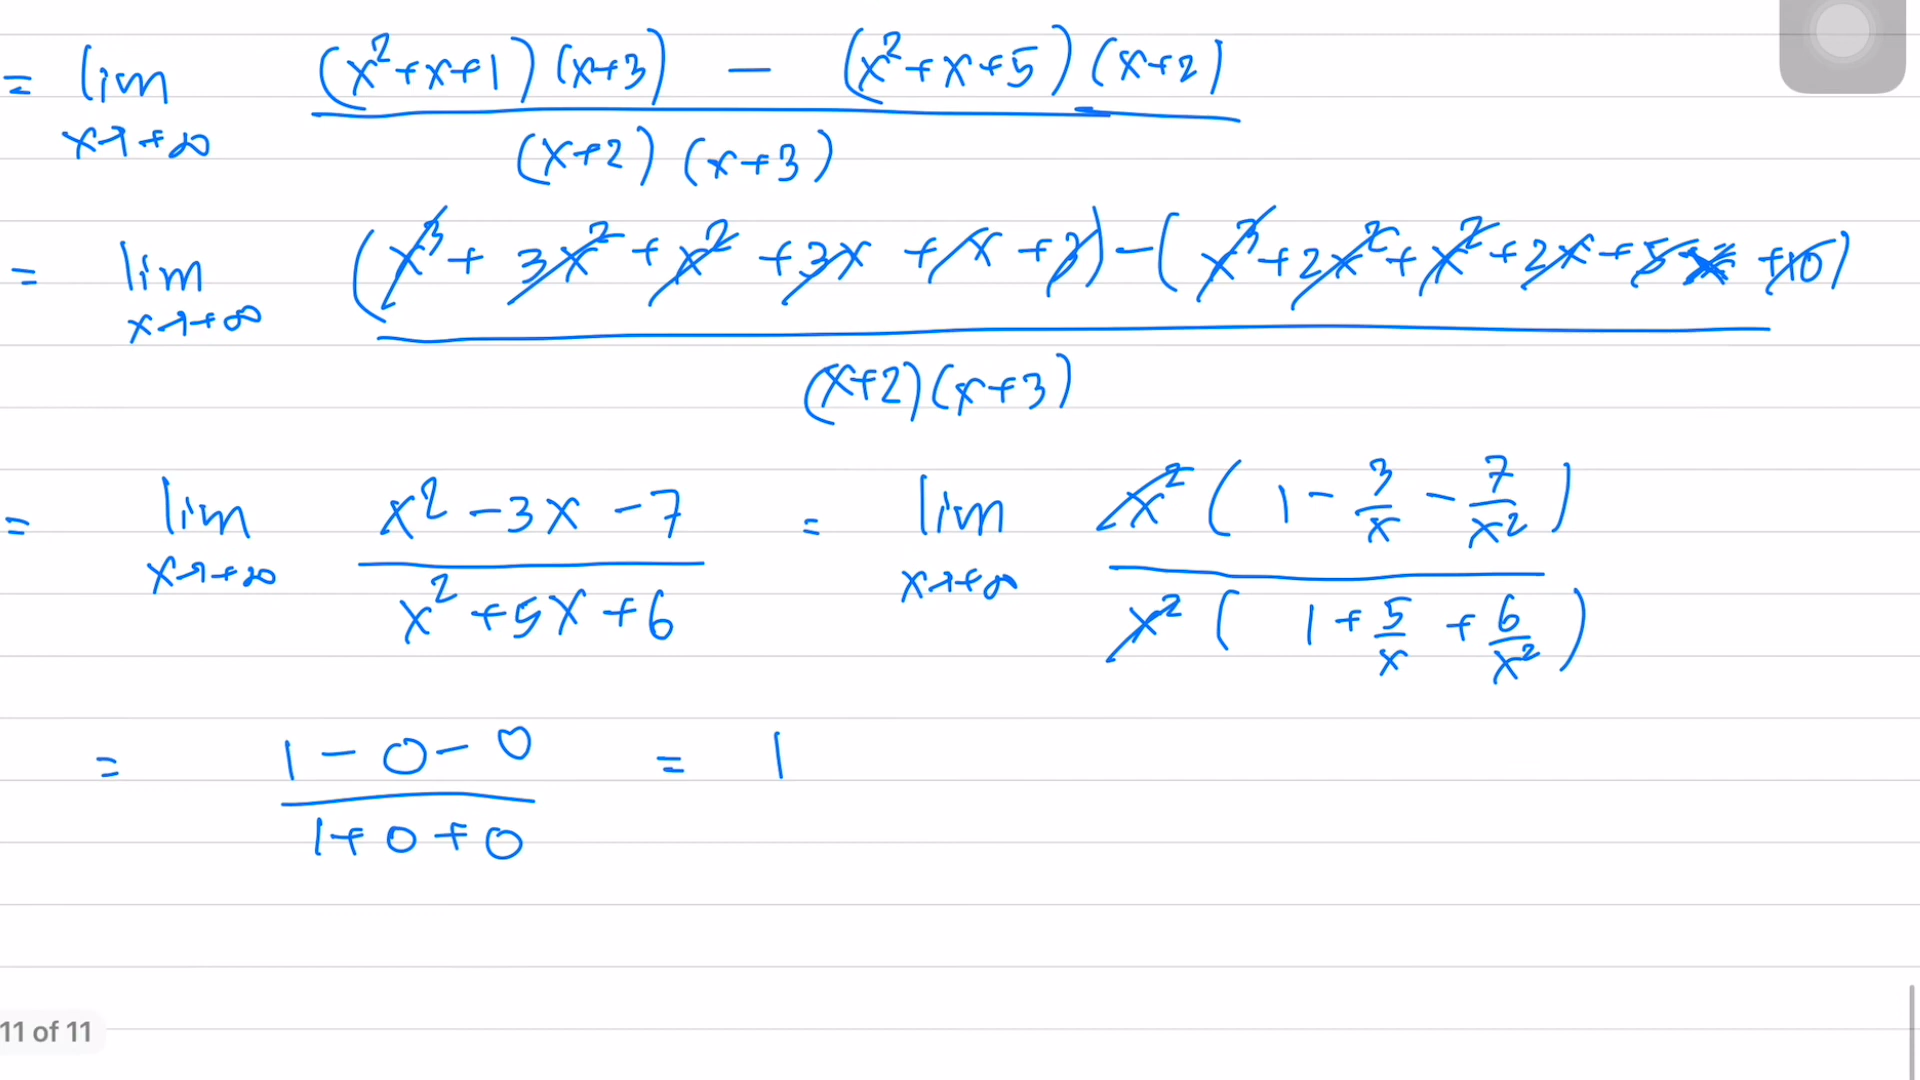 = lim x→+∞ (x²+x+1)(x+3) − (x²+x+5)(x+2) / (x+2)(x+3)
= lim x→+∞ (x³ + 3x² + x² + 3x + x + 3) − (x³ + 2x² + x² + 2x + 5x + 10) / (x+2)(x+3)
= lim x→+∞ x² − 3x − 7 / x² + 5x + 6 = lim x→+∞ x² ( 1 − 3/x − 7/x² ) / x² ( 1 + 5/x + 6/x² )
= 1 − 0 − 0 / 1 + 0 + 0 = 1
11 of 11